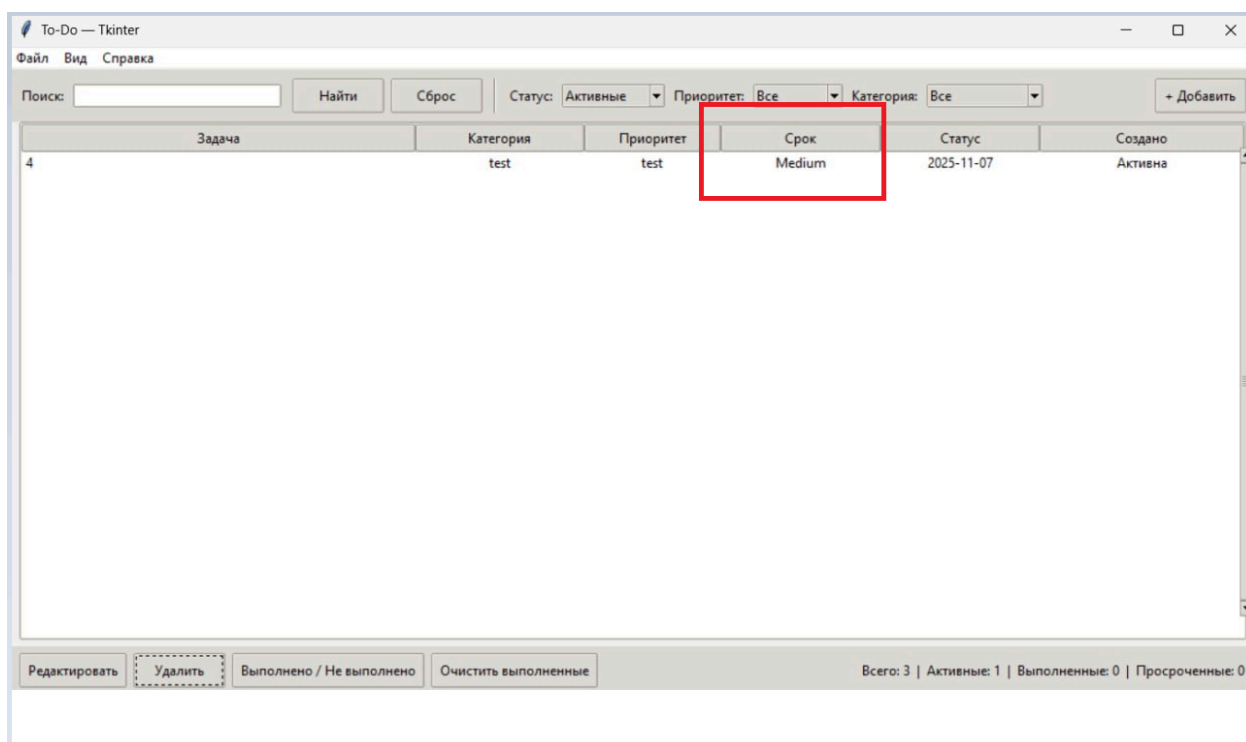 To-Do — Tkinter
Файл Вид Справка
Поиск: Найти Сброс Статус: Активные Приоритет: Все Категория: Все + Добавить
Задача Категория Приоритет Срок Статус Создано
4 test test Medium 2025-11-07 Активна
Редактировать Удалить Выполнено / Не выполнено Очистить выполненные Всего: 3 | Активные: 1 | Выполненные: 0 | Просроченные: 0